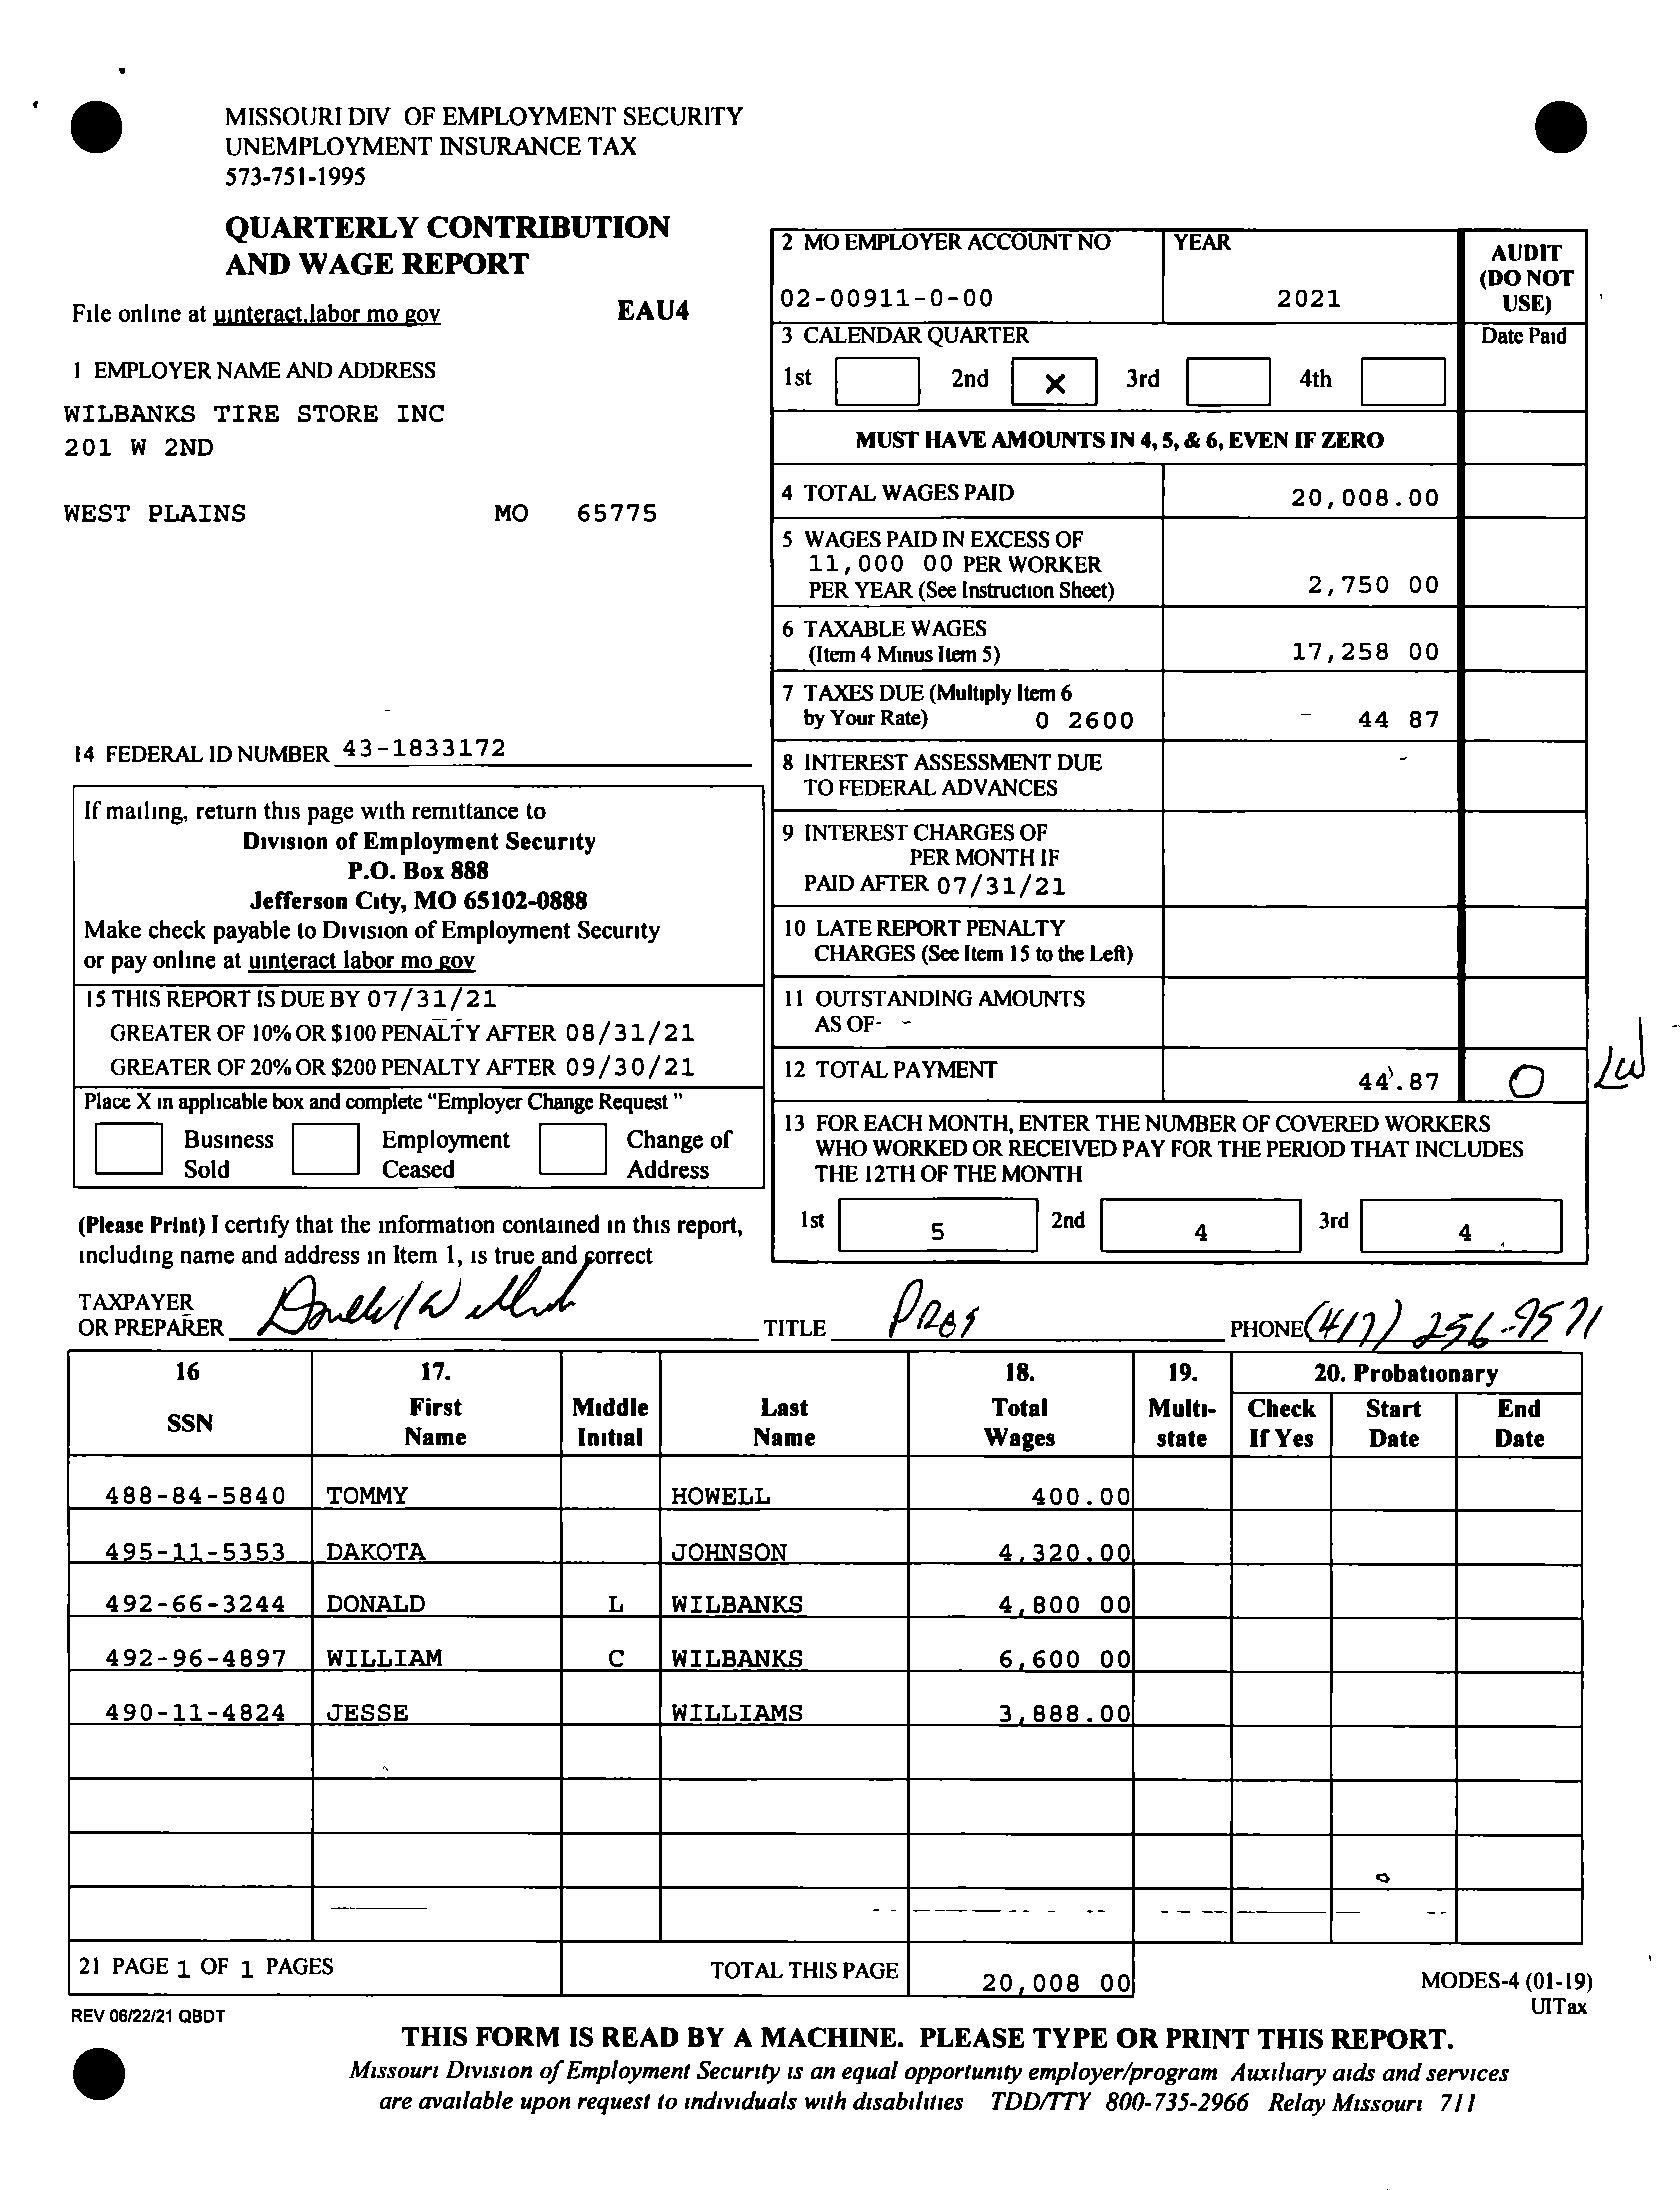 MISSOURI DIV OF EMPLOYMENT SECURITY
UNEMPLOYMENT INSURANCE TAX
573-751-1995
QUARTERLY CONTRIBUTION
AND WAGE REPORT
File online at uinteract.labor mo gov EAU4
1 EMPLOYER NAME AND ADDRESS
WILBANKS TIRE STORE INC
201 W 2ND
WEST PLAINS MO 65775
14 FEDERAL ID NUMBER 43-1833172
If mailing, return this page with remittance to
Division of Employment Security
P.O. Box 888
Jefferson City, MO 65102-0888
Make check payable to Division of Employment Security
or pay online at uinteract labor mo gov
15 THIS REPORT IS DUE BY 07/31/21
GREATER OF 10% OR $100 PENALTY AFTER 08/31/21
GREATER OF 20% OR $200 PENALTY AFTER 09/30/21
Place X in applicable box and complete "Employer Change Request"
Business Sold Employment Ceased Change of Address
(Please Print) I certify that the information contained in this report,
including name and address in Item 1, is true and correct
2 MO EMPLOYER ACCOUNT NO YEAR
02-00911-0-00 2021
AUDIT
(DO NOT
USE)
Date Paid
3 CALENDAR QUARTER
1st 2nd X 3rd 4th
MUST HAVE AMOUNTS IN 4, 5, & 6, EVEN IF ZERO
4 TOTAL WAGES PAID 20,008.00
5 WAGES PAID IN EXCESS OF
11,000 00 PER WORKER
PER YEAR (See Instruction Sheet) 2,750 00
6 TAXABLE WAGES
(Item 4 Minus Item 5) 17,258 00
7 TAXES DUE (Multiply Item 6
by Your Rate) 0 2600 44 87
8 INTEREST ASSESSMENT DUE
TO FEDERAL ADVANCES
9 INTEREST CHARGES OF
PER MONTH IF
PAID AFTER 07/31/21
10 LATE REPORT PENALTY
CHARGES (See Item 15 to the Left)
11 OUTSTANDING AMOUNTS
AS OF- -
12 TOTAL PAYMENT 44.87 0 LW
13 FOR EACH MONTH, ENTER THE NUMBER OF COVERED WORKERS
WHO WORKED OR RECEIVED PAY FOR THE PERIOD THAT INCLUDES
THE 12TH OF THE MONTH
1st 5 2nd 4 3rd 4
TAXPAYER
OR PREPARER TITLE Pres PHONE (417) 256-9571
16 17. 18. 19. 20. Probationary
SSN First Name Middle Initial Last Name Total Wages Multi-state Check If Yes Start Date End Date
488-84-5840 TOMMY HOWELL 400.00
495-11-5353 DAKOTA JOHNSON 4,320.00
492-66-3244 DONALD L WILBANKS 4,800 00
492-96-4897 WILLIAM C WILBANKS 6,600 00
490-11-4824 JESSE WILLIAMS 3,888.00
21 PAGE 1 OF 1 PAGES TOTAL THIS PAGE 20,008 00
MODES-4 (01-19)
UITax
REV 06/22/21 QBDT
THIS FORM IS READ BY A MACHINE. PLEASE TYPE OR PRINT THIS REPORT.
Missouri Division of Employment Security is an equal opportunity employer/program Auxiliary aids and services
are available upon request to individuals with disabilities TDD/TTY 800-735-2966 Relay Missouri 711